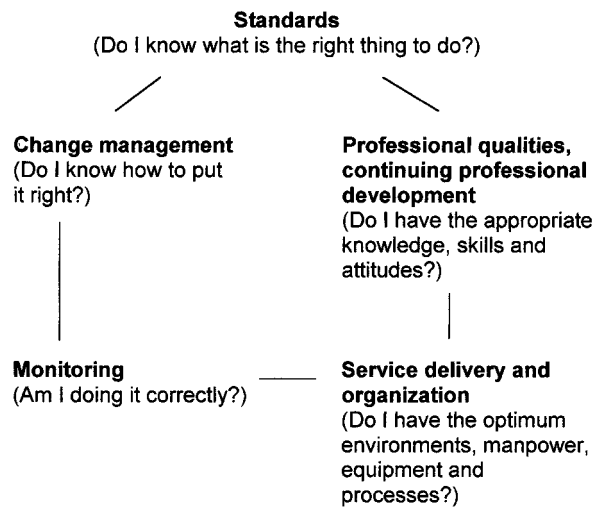 Standards
(Do I know what is the right thing to do?)
Change management
(Do I know how to put
it right?)
Professional qualities,
continuing professional
development
(Do I have the appropriate
knowledge, skills and
attitudes?)
Monitoring
(Am I doing it correctly?)
Service delivery and
organization
(Do I have the optimum
environments, manpower,
equipment and
processes?)